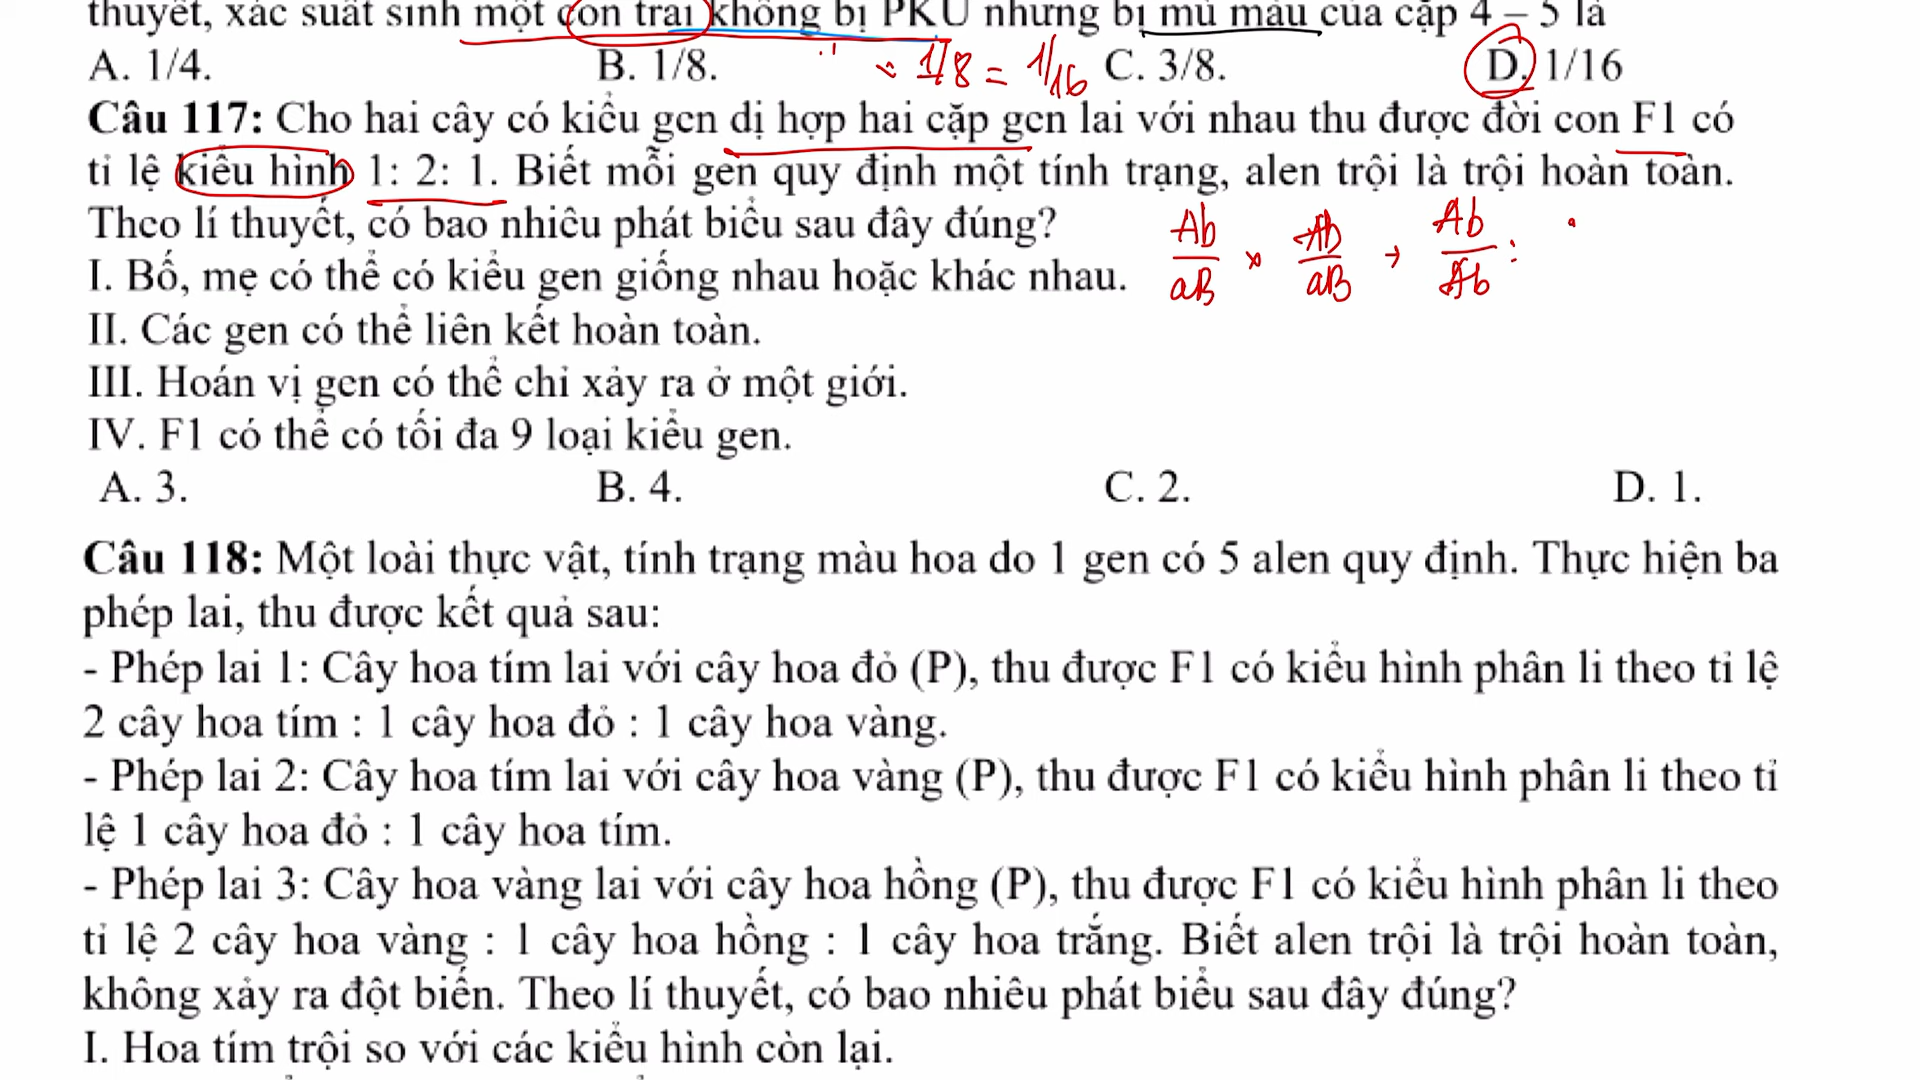 thuyết, xác suất sinh một con trai không bị PKU nhưng bị mù màu của cặp 4 – 5 là
A. 1/4. B. 1/8. C. 3/8. D. 1/16
1/8 = 1/16
Câu 117: Cho hai cây có kiểu gen dị hợp hai cặp gen lai với nhau thu được đời con F1 có
tỉ lệ kiểu hình 1: 2: 1. Biết mỗi gen quy định một tính trạng, alen trội là trội hoàn toàn.
Theo lí thuyết, có bao nhiêu phát biểu sau đây đúng?
Ab/aB × Ab/aB → Ab/Ab :
I. Bố, mẹ có thể có kiểu gen giống nhau hoặc khác nhau.
II. Các gen có thể liên kết hoàn toàn.
III. Hoán vị gen có thể chỉ xảy ra ở một giới.
IV. F1 có thể có tối đa 9 loại kiểu gen.
A. 3. B. 4. C. 2. D. 1.
Câu 118: Một loài thực vật, tính trạng màu hoa do 1 gen có 5 alen quy định. Thực hiện ba
phép lai, thu được kết quả sau:
- Phép lai 1: Cây hoa tím lai với cây hoa đỏ (P), thu được F1 có kiểu hình phân li theo tỉ lệ
2 cây hoa tím : 1 cây hoa đỏ : 1 cây hoa vàng.
- Phép lai 2: Cây hoa tím lai với cây hoa vàng (P), thu được F1 có kiểu hình phân li theo tỉ
lệ 1 cây hoa đỏ : 1 cây hoa tím.
- Phép lai 3: Cây hoa vàng lai với cây hoa hồng (P), thu được F1 có kiểu hình phân li theo
tỉ lệ 2 cây hoa vàng : 1 cây hoa hồng : 1 cây hoa trắng. Biết alen trội là trội hoàn toàn,
không xảy ra đột biến. Theo lí thuyết, có bao nhiêu phát biểu sau đây đúng?
I. Hoa tím trội so với các kiểu hình còn lại.